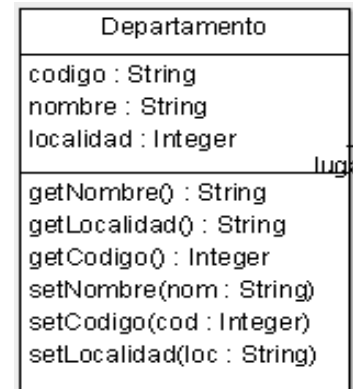 Departamento
codigo : String
nombre : String
localidad : Integer
getNombre() : String
getLocalidad() : String
getCodigo() : Integer
setNombre(nom : String)
setCodigo(cod : Integer)
setLocalidad(loc : String)